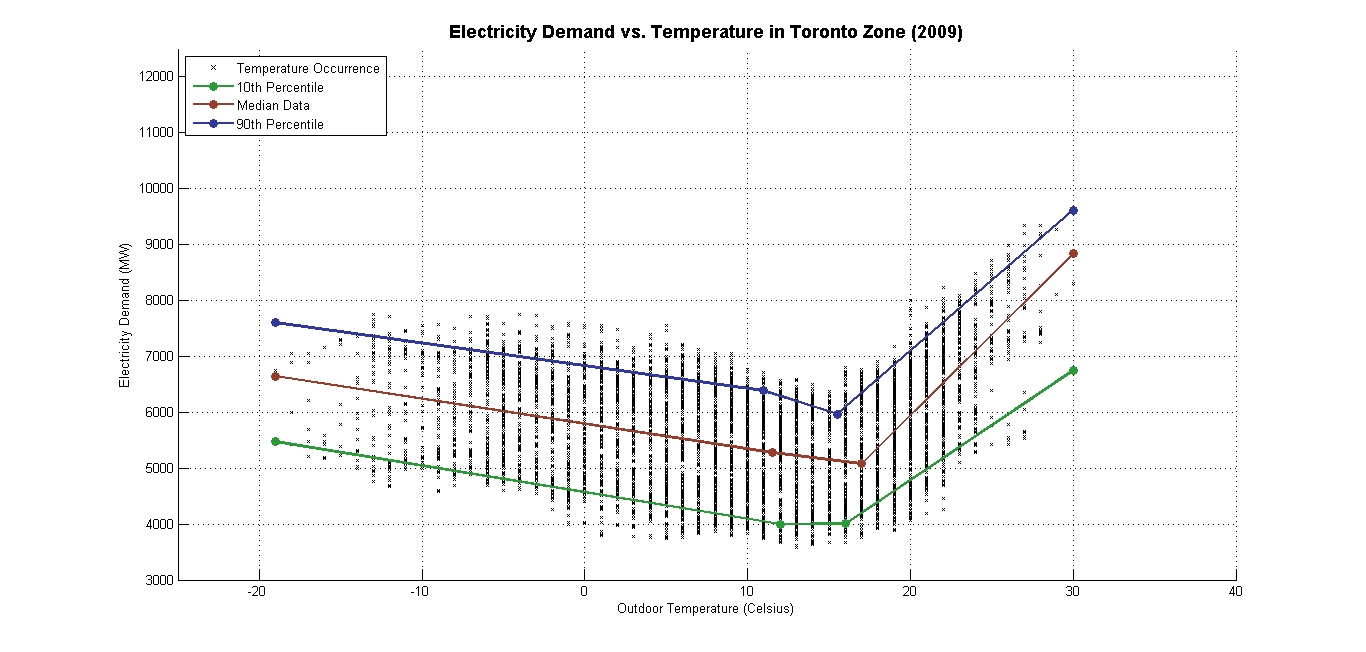 Electricity Demand vs. Temperature in Toronto Zone (2009)
Temperature Occurrence
10th Percentile
Median Data
90th Percentile
12000
11000
10000
9000
8000
7000
6000
5000
4000
3000
Electricity Demand (MW)
-20 -10 0 10 20 30 40
Outdoor Temperature (Celsius)